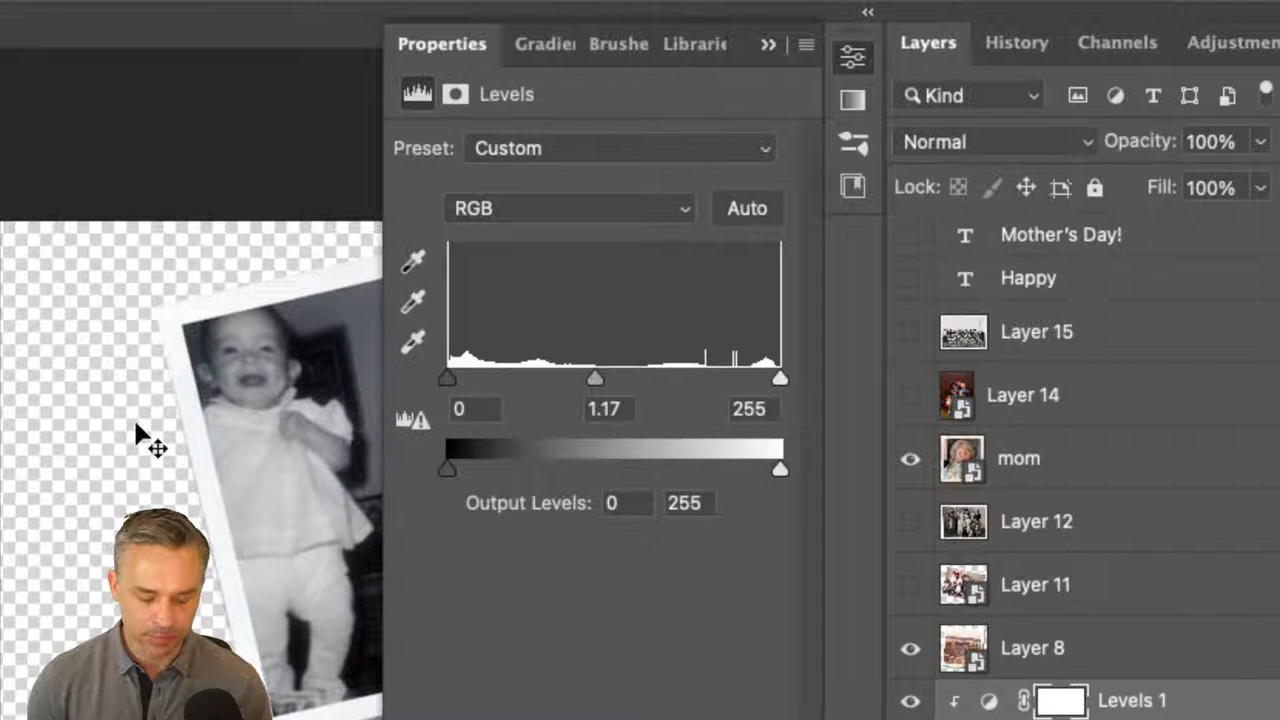 Properties Gradie Brushe Librarie
Layers History Channels Adjustmen
Levels
Kind
Preset: Custom
Normal Opacity: 100%
Lock: Fill: 100%
RGB Auto
Mother's Day!
Happy
Layer 15
Layer 14
0 1.17 255
mom
Output Levels: 0 255
Layer 12
Layer 11
Layer 8
Levels 1